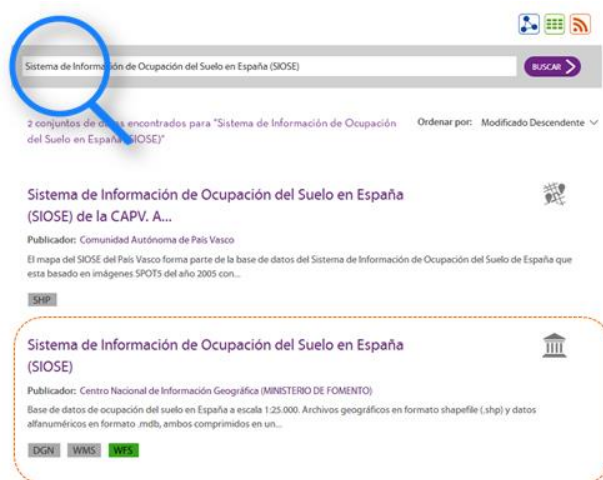 Sistema de Información de Ocupación del Suelo en España (SIOSE)
BUSCAR
2 conjuntos de datos encontrados para "Sistema de Información de Ocupación
del Suelo en España (SIOSE)"
Ordenar por: Modificado Descendente
Sistema de Información de Ocupación del Suelo en España
(SIOSE) de la CAPV. A...
Publicador: Comunidad Autónoma de País Vasco
El mapa del SIOSE del País Vasco forma parte de la base de datos del Sistema de Información de Ocupación del Suelo de España que
esta basado en imágenes SPOT5 del año 2005 con...
SHP
Sistema de Información de Ocupación del Suelo en España
(SIOSE)
Publicador: Centro Nacional de Información Geográfica (MINISTERIO DE FOMENTO)
Base de datos de ocupación del suelo en España a escala 1:25.000. Archivos geográficos en formato shapefile (.shp) y datos
alfanuméricos en formato .mdb, ambos comprimidos en un...
DGN WMS WFS